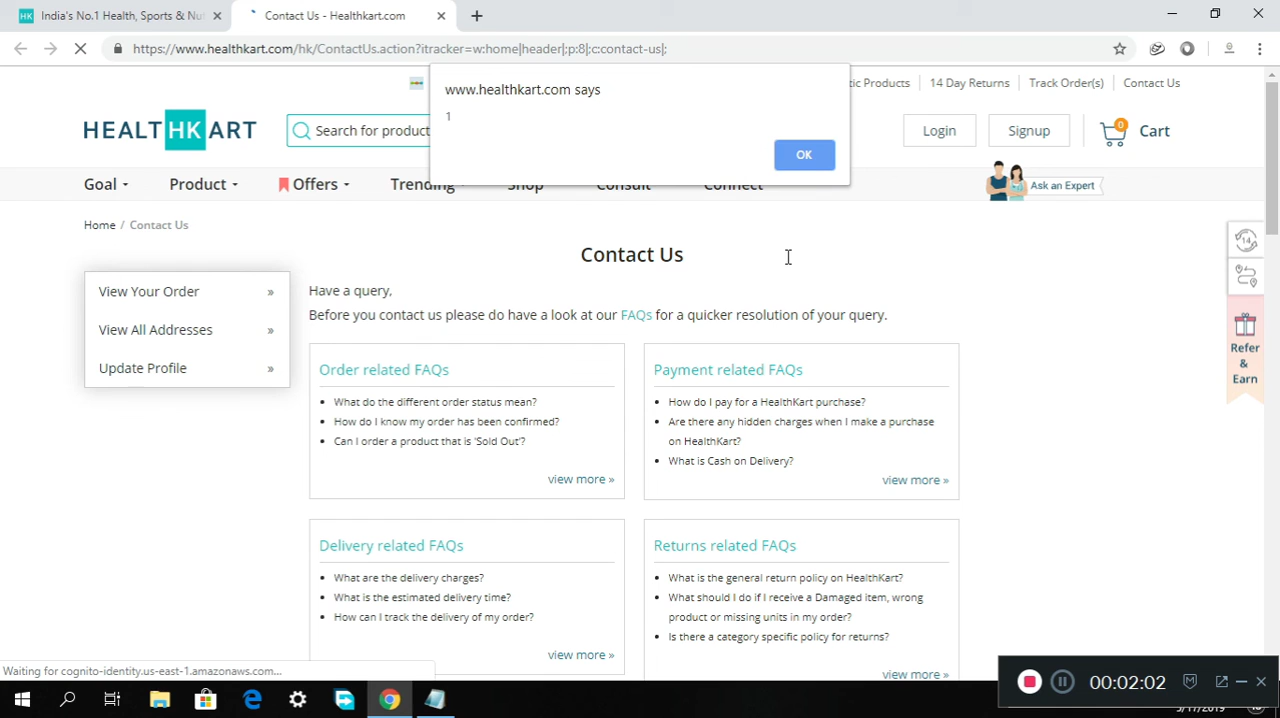 India's No.1 Health, Sports & Nut
Contact Us - Healthkart.com
https://www.healthkart.com/hk/ContactUs.action?itracker=w:home|header|;p:8|;c:contact-us|;
www.healthkart.com says
1
OK
tic Products
14 Day Returns
Track Order(s)
Contact Us
HEALTHKART
HK
Search for product
Login
Signup
0
Cart
Goal
Product
Offers
Trending
Shop
Consult
Connect
Ask an Expert
Home / Contact Us
Contact Us
View Your Order »
View All Addresses »
Update Profile »
Have a query,
Before you contact us please do have a look at our FAQs for a quicker resolution of your query.
Order related FAQs
What do the different order status mean?
How do I know my order has been confirmed?
Can I order a product that is 'Sold Out'?
view more »
Payment related FAQs
How do I pay for a HealthKart purchase?
Are there any hidden charges when I make a purchase
on HealthKart?
What is Cash on Delivery?
view more »
Delivery related FAQs
What are the delivery charges?
What is the estimated delivery time?
How can I track the delivery of my order?
view more »
Returns related FAQs
What is the general return policy on HealthKart?
What should I do if I receive a Damaged item, wrong
product or missing units in my order?
Is there a category specific policy for returns?
view more »
14
Refer
&
Earn
Waiting for cognito-identity.us-east-1.amazonaws.com...
00:02:02
5/17/2019